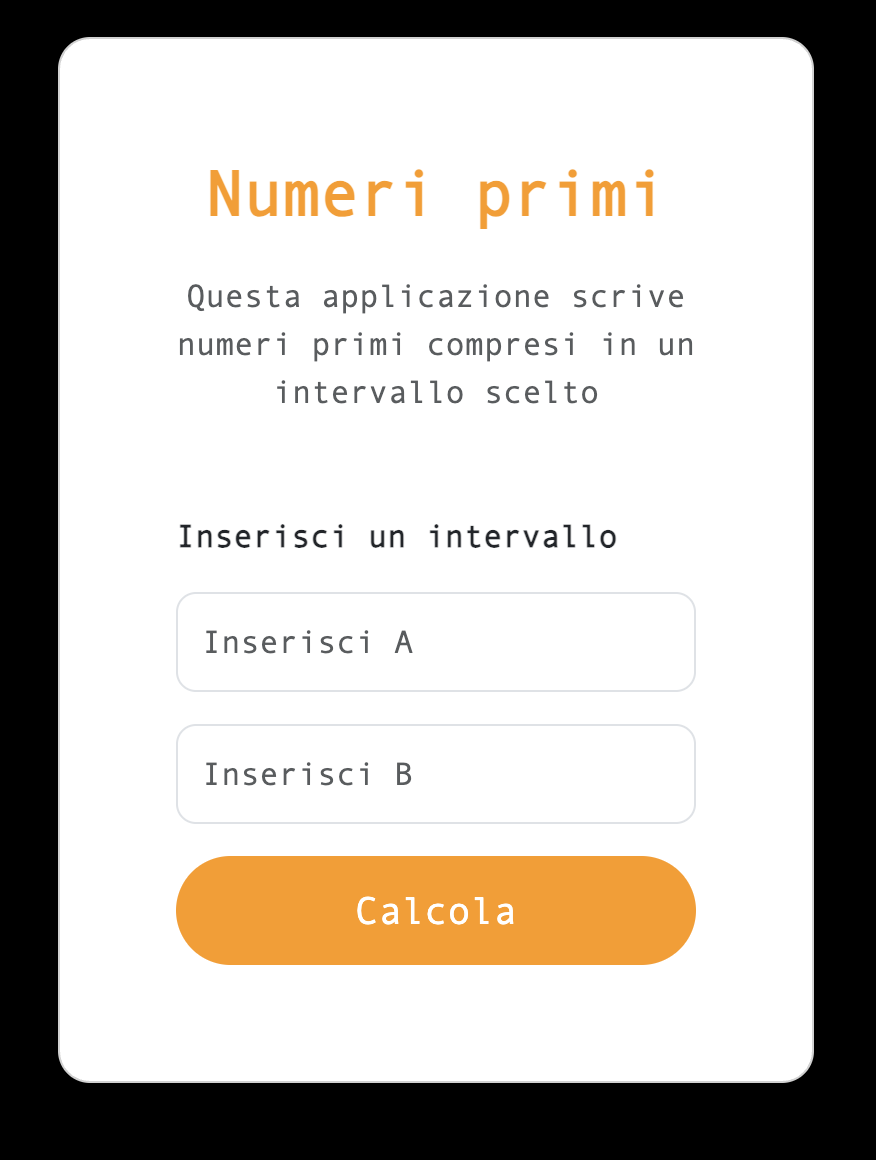 Numeri primi
Questa applicazione scrive
numeri primi compresi in un
intervallo scelto
Inserisci un intervallo
Inserisci A
Inserisci B
Calcola